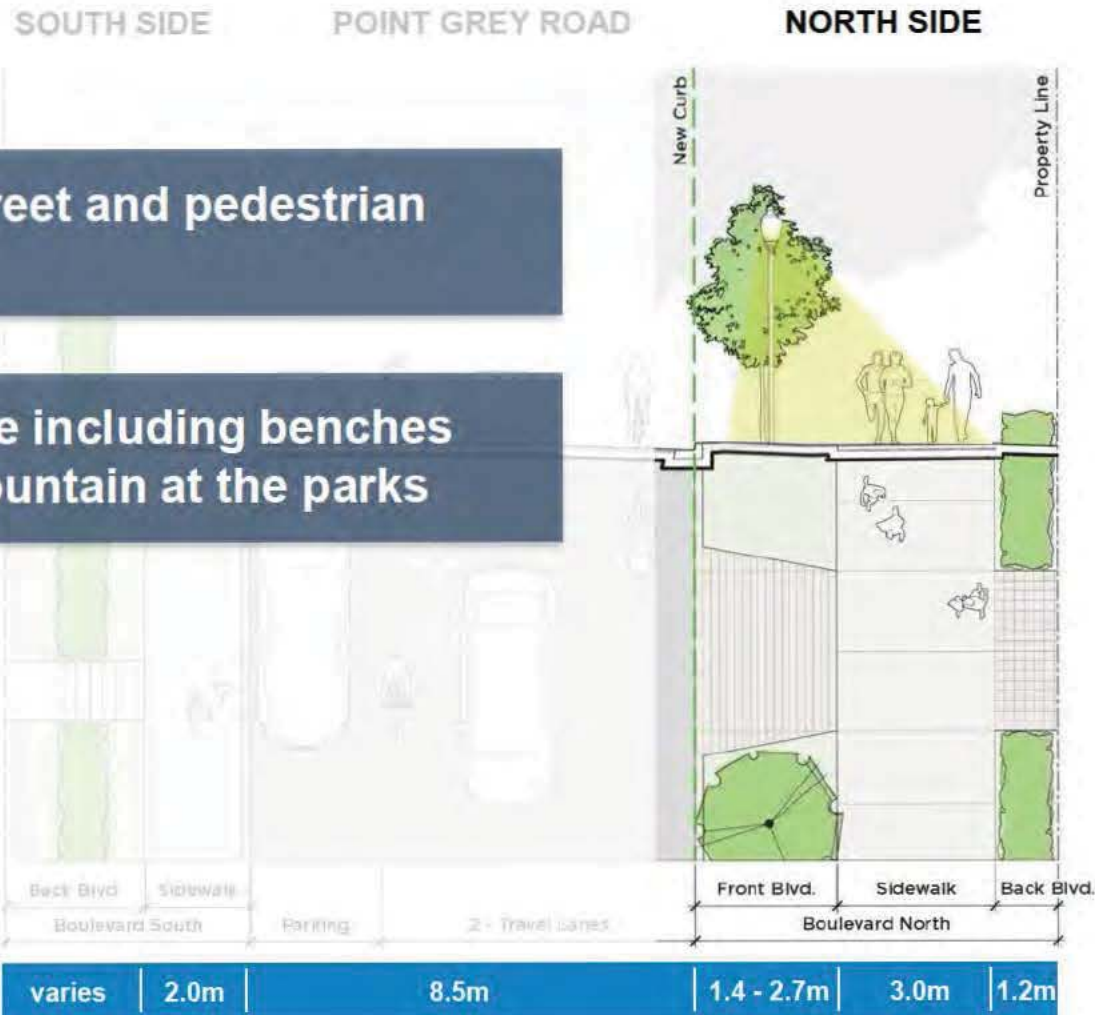 SOUTH SIDE POINT GREY ROAD NORTH SIDE
New Curb
Property Line
reet and pedestrian
e including benches
ountain at the parks
Back Blvd Sidewalk Front Blvd. Sidewalk Back Blvd.
Boulevard South Parking 2 - Travel Lanes Boulevard North
varies 2.0m 8.5m 1.4 - 2.7m 3.0m 1.2m